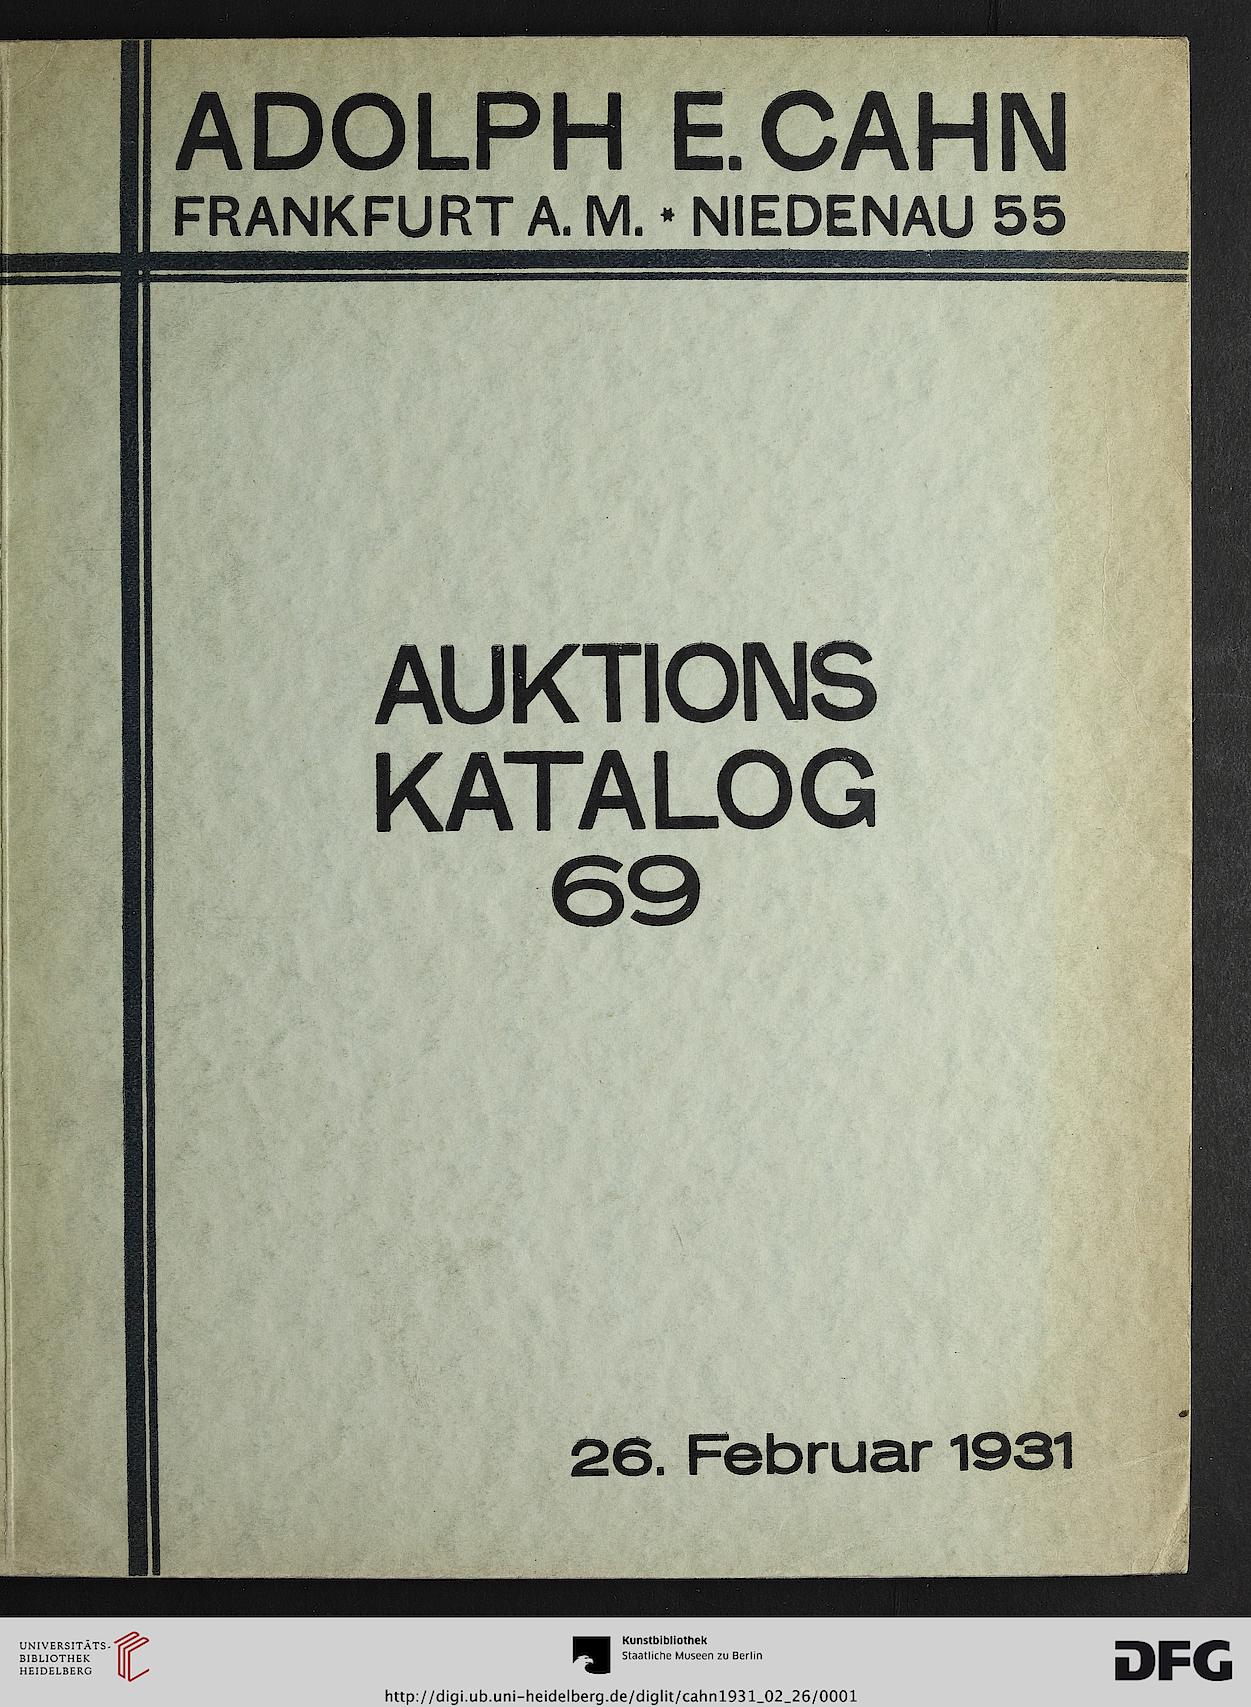 ADOLPH E. CAHN
FRANKFURT A. M. * NIEDENAU 55
AUKTIONS
KATALOG
69
26. Februar 1931
UNIVERSITÄTS-
BIBLIOTHEK
HEIDELBERG
Kunstbibliothek
Staatliche Museen zu Berlin
DFG
http://digi.ub.uni-heidelberg.de/diglit/cahn1931_02_26/0001